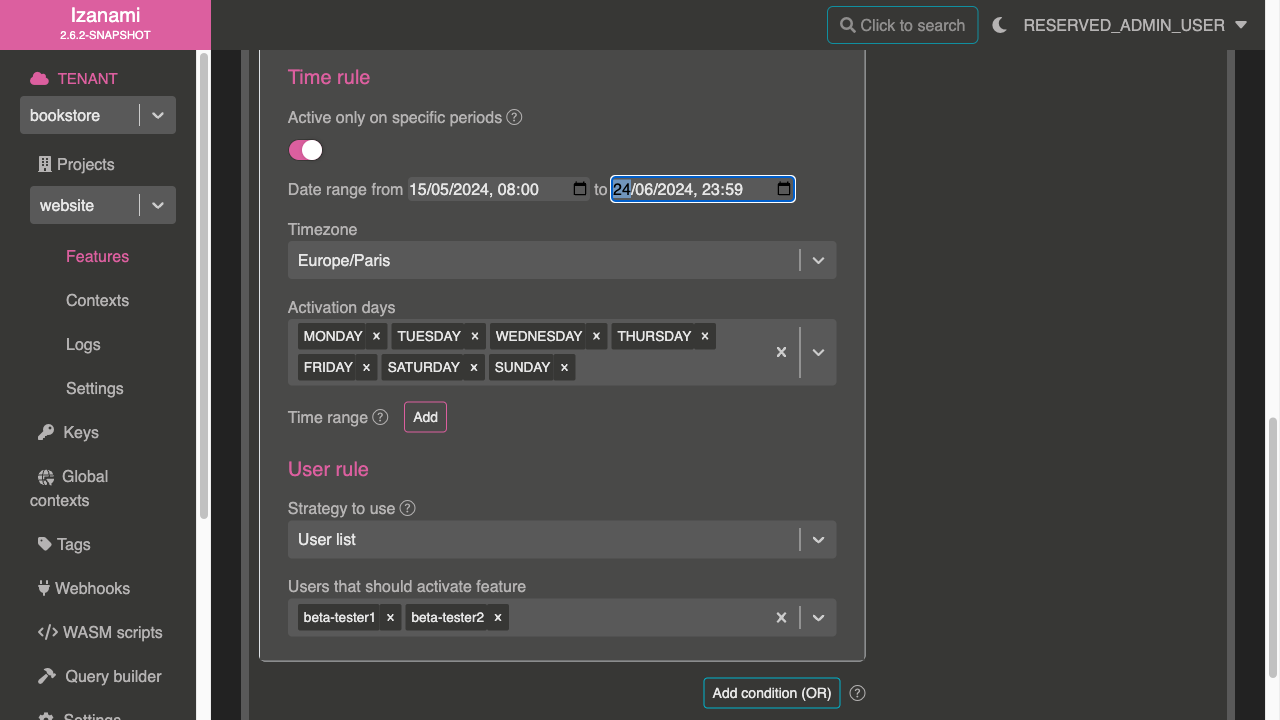 Izanami
2.6.2-SNAPSHOT
Click to search
RESERVED_ADMIN_USER
TENANT
bookstore
Projects
website
Features
Contexts
Logs
Settings
Keys
Global
contexts
Tags
Webhooks
WASM scripts
Query builder
Settings
Time rule
Active only on specific periods ?
Date range from 15/05/2024, 08:00 to 24/06/2024, 23:59
Timezone
Europe/Paris
Activation days
MONDAY × TUESDAY × WEDNESDAY × THURSDAY ×
FRIDAY × SATURDAY × SUNDAY ×
Time range ? Add
User rule
Strategy to use ?
User list
Users that should activate feature
beta-tester1 × beta-tester2 ×
Add condition (OR) ?